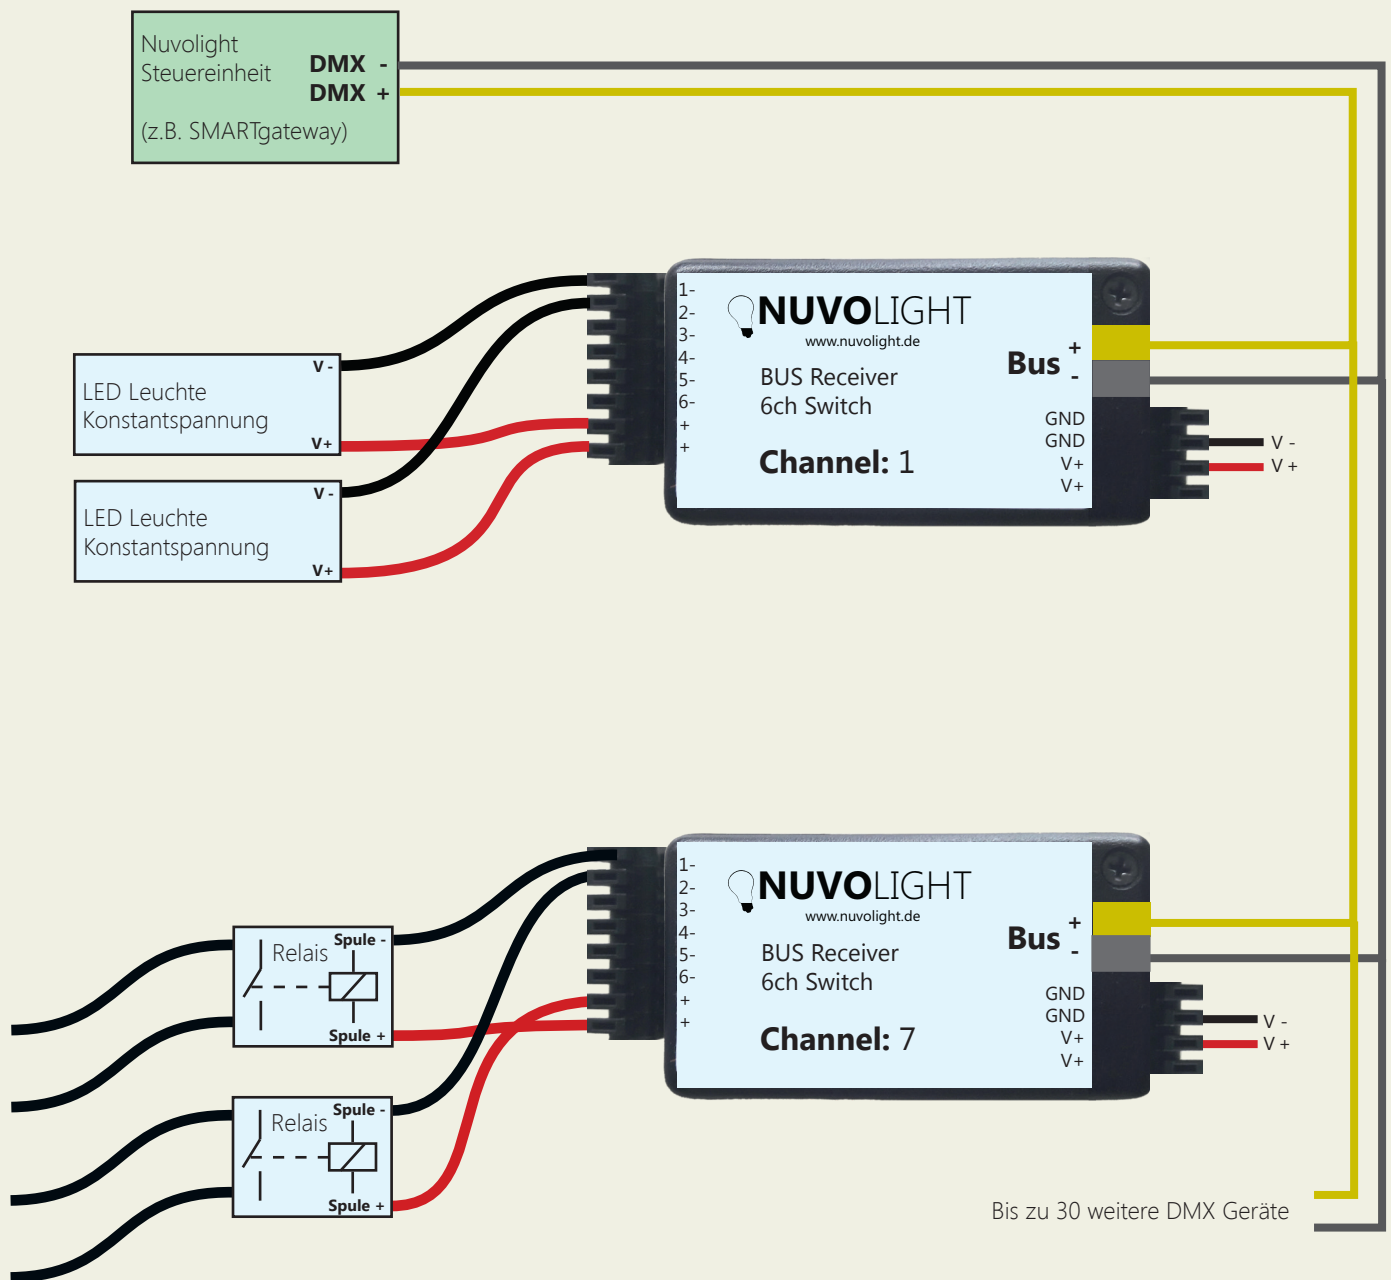 Nuvolight
Steuereinheit
DMX -
DMX +
(z.B. SMARTgateway)
LED Leuchte
Konstantspannung
V -
V+
LED Leuchte
Konstantspannung
V -
V+
1-
2-
3-
4-
5-
6-
+
+
NUVOLIGHT
www.nuvolight.de
BUS Receiver
6ch Switch
Channel: 1
Bus + -
GND
GND
V+
V+
V -
V +
Relais
Spule -
Spule +
Relais
Spule -
Spule +
1-
2-
3-
4-
5-
6-
+
+
NUVOLIGHT
www.nuvolight.de
BUS Receiver
6ch Switch
Channel: 7
Bus + -
GND
GND
V+
V+
V -
V +
Bis zu 30 weitere DMX Geräte